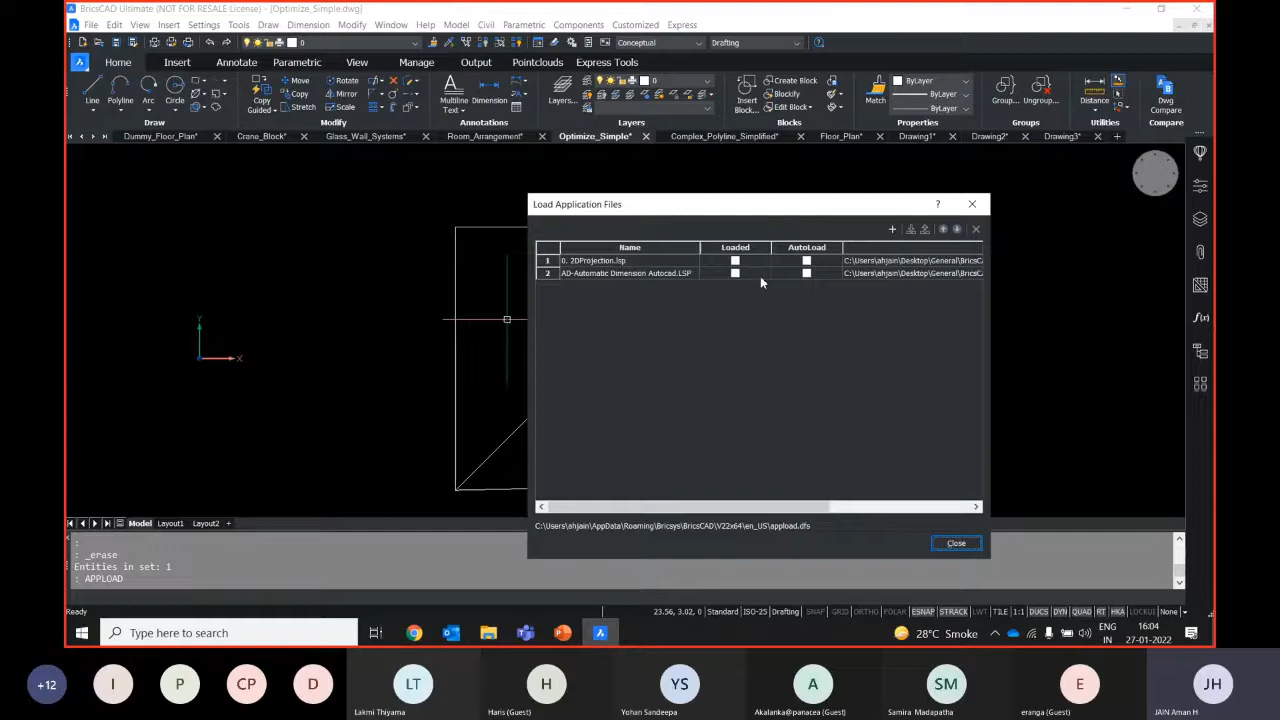 BricsCAD Ultimate (NOT FOR RESALE License) - [Optimize_Simple.dwg]
File Edit View Insert Settings Tools Draw Dimension Modify Window Help Model Civil Parametric Components Customized Express
0 Conceptual Drafting
Home Insert Annotate Parametric View Manage Output Pointclouds Express Tools
Line Polyline Arc Circle
Copy Guided
Move Copy Stretch
Rotate Mirror Scale
Multiline Text Dimension
Layers...
0
Insert Block...
Create Block Blockify Edit Block
Match
ByLayer
ByLayer
ByLayer
Group... Ungroup...
Distance
Dwg Compare
Draw Modify Annotations Layers Blocks Properties Groups Utilities Compare
Dummy_Floor_Plan* Crane_Block* Glass_Wall_Systems* Room_Arrangement* Optimize_Simple* Complex_Polyline_Simplified* Floor_Plan* Drawing1* Drawing2* Drawing3*
Load Application Files ?
Name Loaded AutoLoad
1 0. 2DProjection.lsp C:\Users\ahjain\Desktop\General\BricsC
2 AD-Automatic Dimension Autocad.LSP C:\Users\ahjain\Desktop\General\BricsC
f(x)
Y
X
C:\Users\ahjain\AppData\Roaming\Bricsys\BricsCAD\V22x64\en_US\appload.dfs
Close
Model Layout1 Layout2 +
:
: _erase
Entities in set: 1
: APPLOAD
Ready 23.56, 3.02, 0 Standard ISO-25 Drafting SNAP GRID ORTHO POLAR ESNAP STRACK LWT TILE 1:1 DUCS DYN QUAD RT HKA LOCKUI None
Type here to search
28°C Smoke
ENG
IN
16:04
27-01-2022
+12 I P CP D LT H YS A SM E JH
Lakmi Thiyama Haris (Guest) Yohan Sandeepa Akalanka@panacea (Guest) Samira Madapatha eranga (Guest) JAIN Aman H